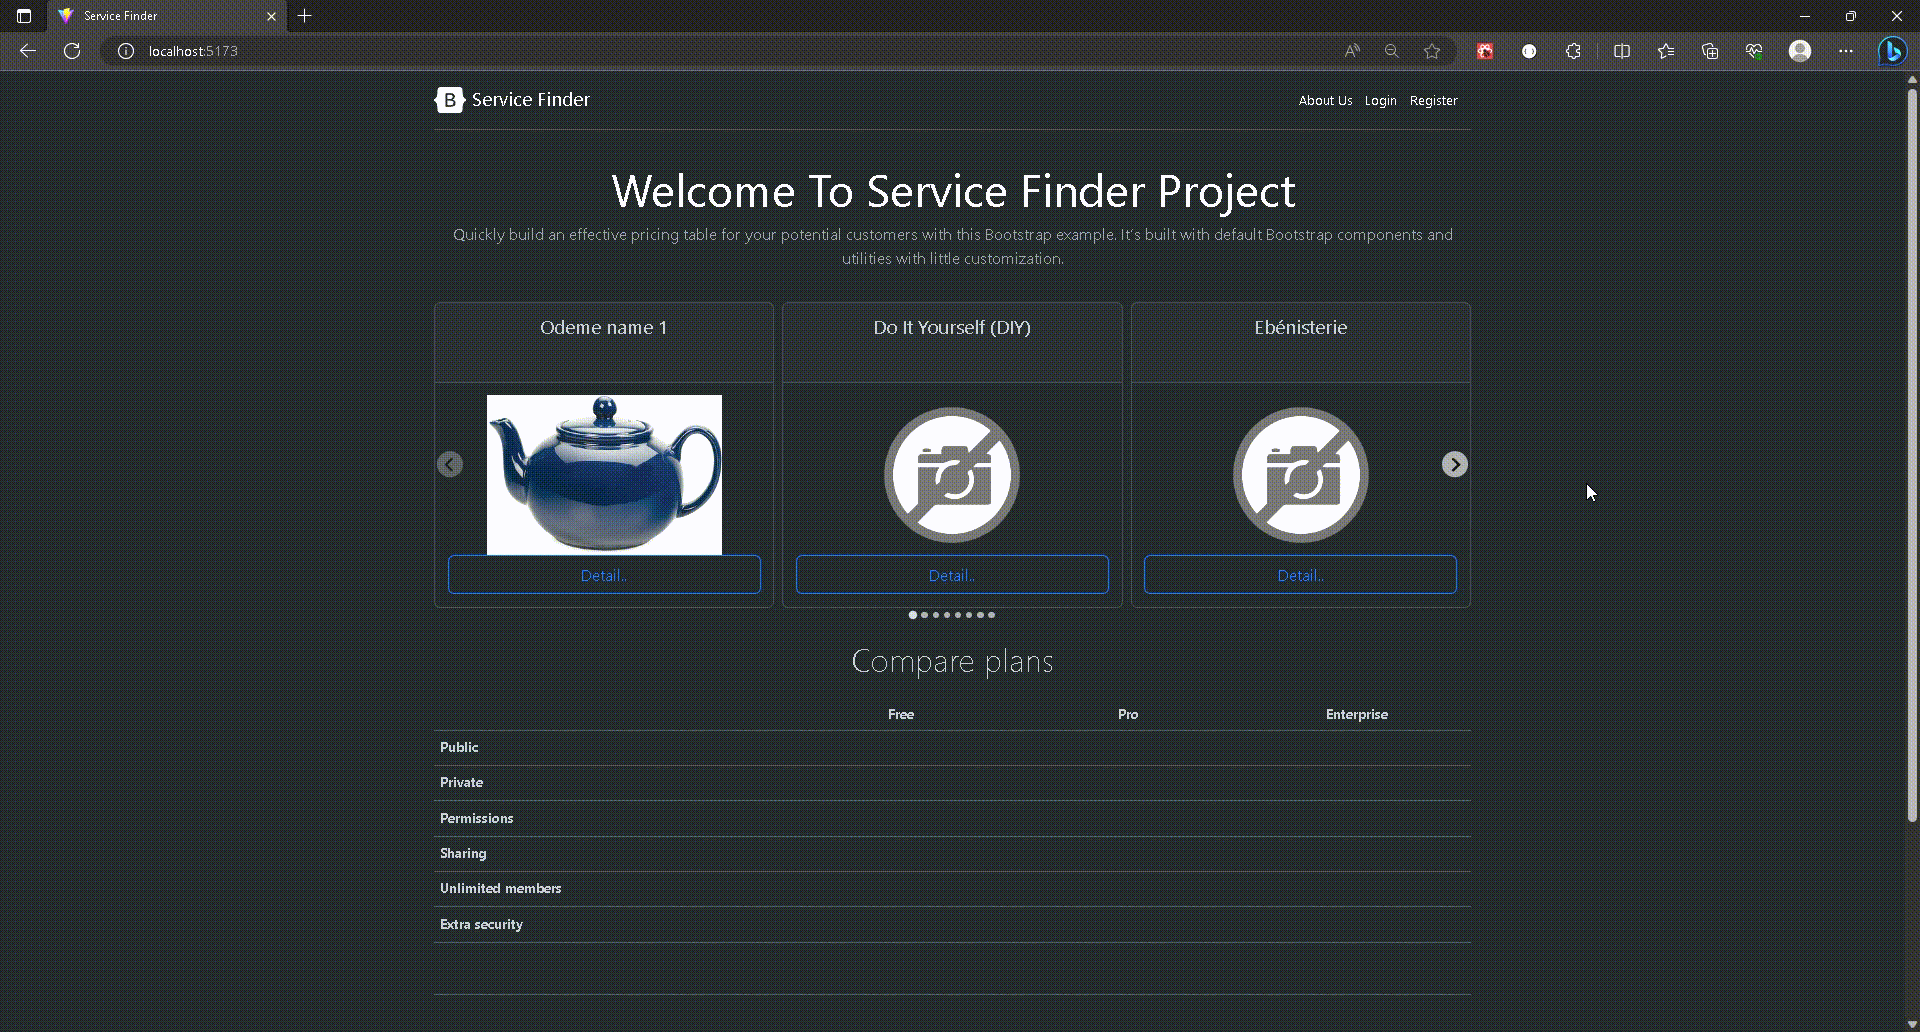 Service Finder
localhost:5173
B Service Finder
About Us Login Register
Welcome To Service Finder Project
Quickly build an effective pricing table for your potential customers with this Bootstrap example. It's built with default Bootstrap components and
utilities with little customization.
Odeme name 1
Do It Yourself (DIY)
Ebénisterie
Detail..
Detail..
Detail..
Compare plans
Free Pro Enterprise
Public
Private
Permissions
Sharing
Unlimited members
Extra security